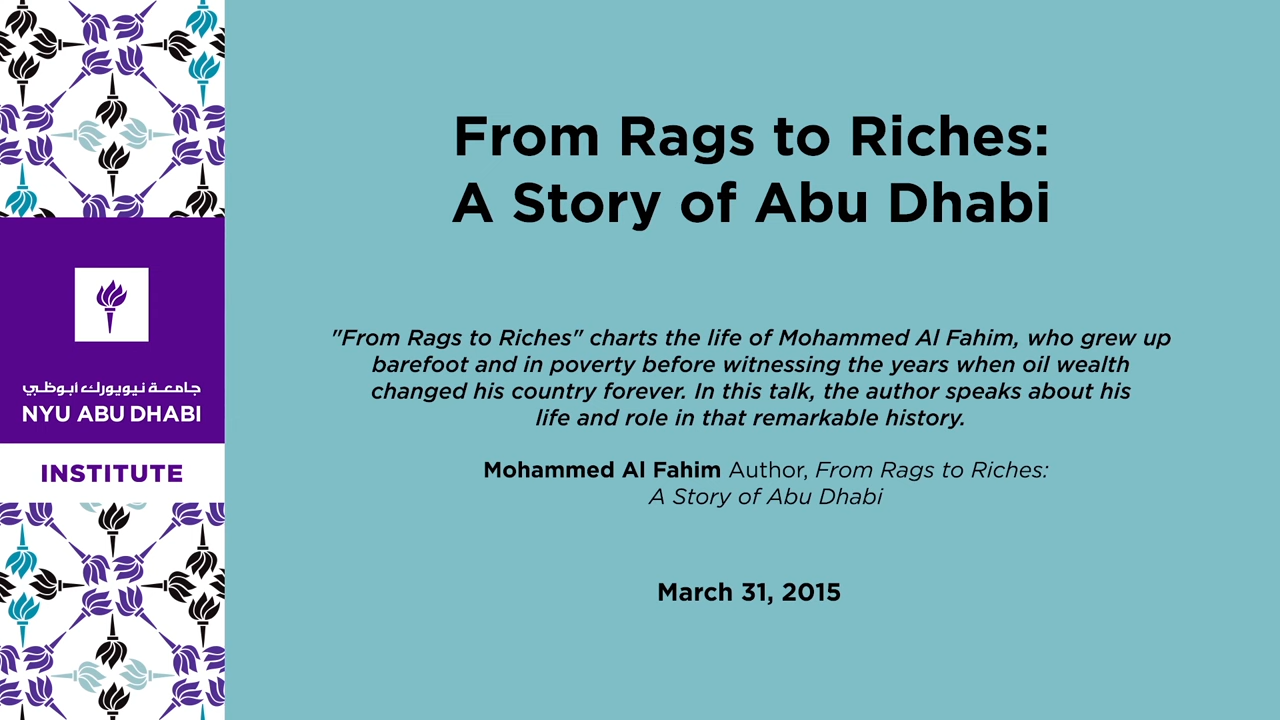 From Rags to Riches:
A Story of Abu Dhabi
"From Rags to Riches" charts the life of Mohammed Al Fahim, who grew up
barefoot and in poverty before witnessing the years when oil wealth
changed his country forever. In this talk, the author speaks about his
life and role in that remarkable history.
Mohammed Al Fahim Author, From Rags to Riches:
A Story of Abu Dhabi
March 31, 2015
جامعـة نيويورك أبوظبي
NYU ABU DHABI
INSTITUTE